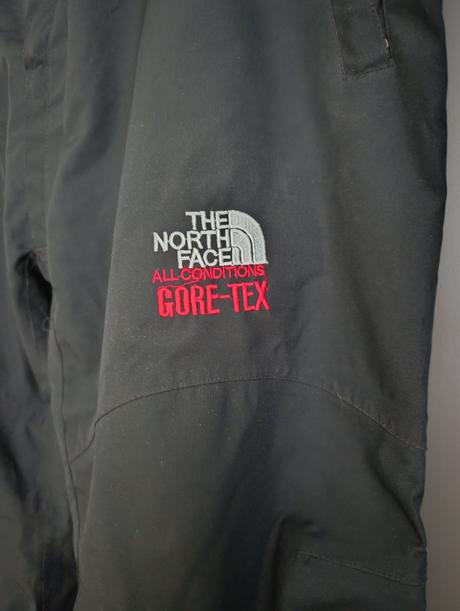 THE
NORTH
FACE
ALL CONDITIONS
GORE-TEX